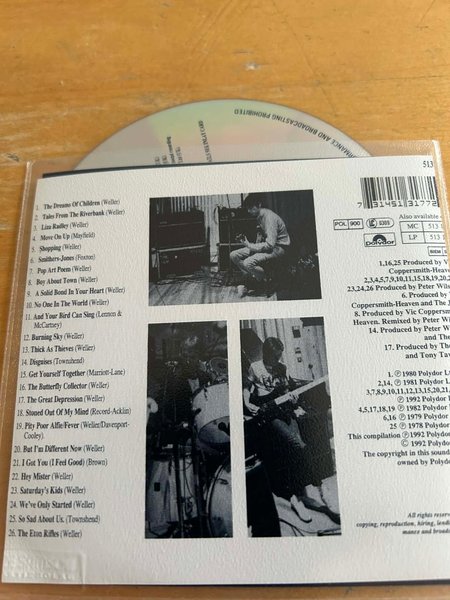 RMANCE AND BROADCASTING PROHIBITED
513
1. The Dreams Of Children (Weller)
2. Tales From The Riverbank (Weller)
3. Liza Radley (Weller)
4. Move On Up (Mayfield)
5. Shopping (Weller)
6. Smithers-Jones (Foxton)
7. Pop Art Poem (Weller)
8. Boy About Town (Weller)
9. A Solid Bond In Your Heart (Weller)
10. No One In The World (Weller)
11. And Your Bird Can Sing (Lennon &
McCartney)
12. Burning Sky (Weller)
13. Thick As Thieves (Weller)
14. Disguises (Townshend)
15. Get Yourself Together (Marriott-Lane)
16. The Butterfly Collector (Weller)
17. The Great Depression (Weller)
18. Stoned Out Of My Mind (Record-Acklin)
19. Pity Poor Alfie/Fever (Weller/Davenport-
Cooley).
20. But I'm Different Now (Weller)
21. I Got You (I Feel Good) (Brown)
22. Hey Mister (Weller)
23. Saturday's Kids (Weller)
24. We've Only Started (Weller)
25. So Sad About Us. (Townshend)
26. The Eton Rifles (Weller)
7 31451 31772
POL 900
Also available
MC 513
LP 513
polydor
BIEM S
1,16,25 Produced by Vi
Coppersmith-Heaven
2,3,4,5,7,9,10,11,15,18,19,20,2
23,24,26 Produced by Peter Wils
6. Produced by
Coppersmith-Heaven and The J
8. Produced by Vic Coppersm
Heaven. Remixed by Peter W
14. Produced by Peter W
and The
17. Produced by The
and Tony Tav
1. Ⓟ 1980 Polydor L
2,14, Ⓟ 1981 Polydor L
3,7,8,9,10,11,12,13,15,20,21,
Ⓟ 1992 Polydor
4,5,17,18,19 Ⓟ 1982 Polydor
6,16 Ⓟ 1979 Polydor
25 Ⓟ 1978 Polydor
This compilation Ⓟ 1992 Polydor
© 1992 Polydor
The copyright in this sound
owned by Polydo
All rights reserve
copying, reproduction, hiring, lendin
mance and broadc